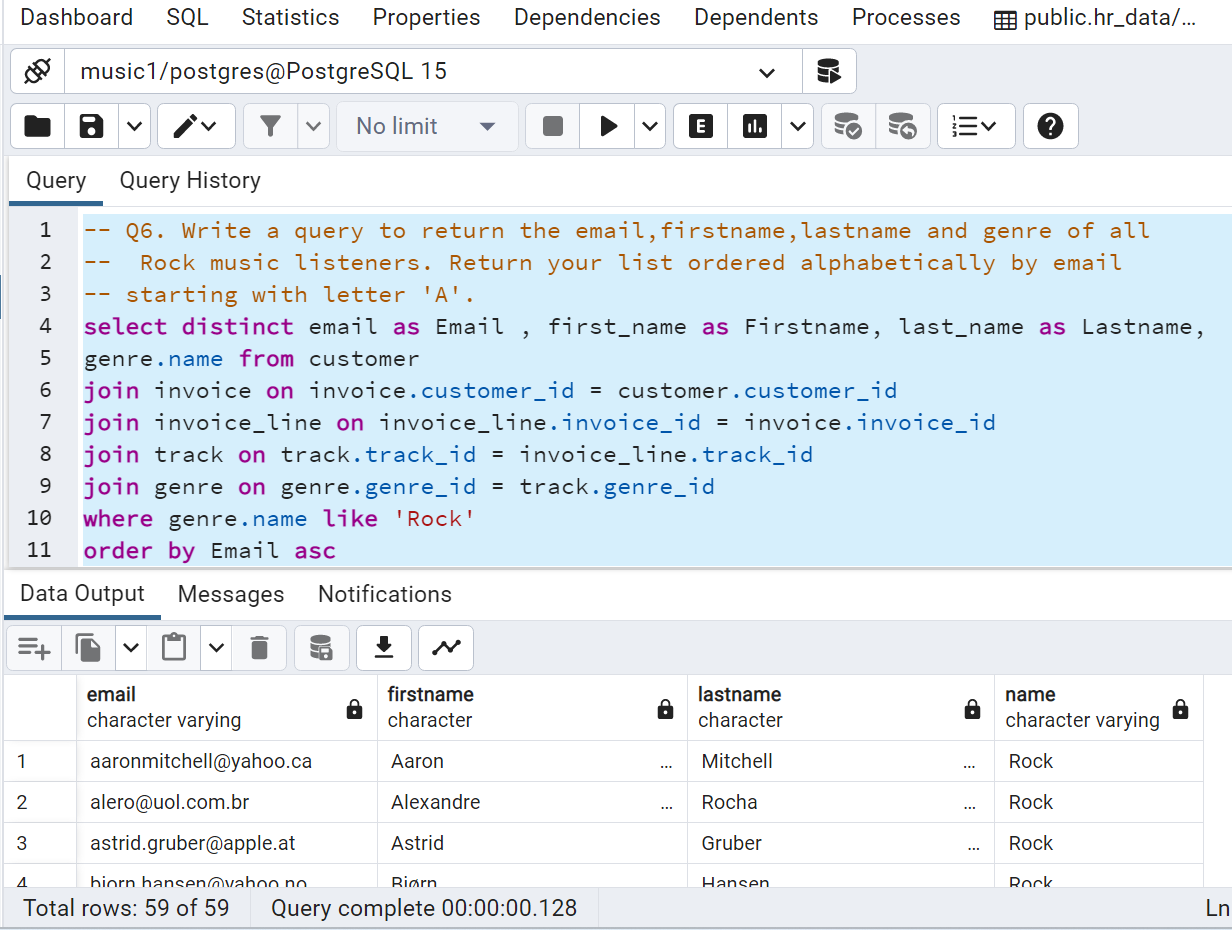 Dashboard SQL Statistics Properties Dependencies Dependents Processes public.hr_data/...
music1/postgres@PostgreSQL 15
No limit E ?
Query Query History
1 -- Q6. Write a query to return the email,firstname,lastname and genre of all
2 --  Rock music listeners. Return your list ordered alphabetically by email
3 -- starting with letter 'A'.
4 select distinct email as Email , first_name as Firstname, last_name as Lastname,
5 genre.name from customer
6 join invoice on invoice.customer_id = customer.customer_id
7 join invoice_line on invoice_line.invoice_id = invoice.invoice_id
8 join track on track.track_id = invoice_line.track_id
9 join genre on genre.genre_id = track.genre_id
10 where genre.name like 'Rock'
11 order by Email asc
Data Output Messages Notifications
email firstname lastname name
character varying character character character varying
1 aaronmitchell@yahoo.ca Aaron ... Mitchell ... Rock
2 alero@uol.com.br Alexandre ... Rocha ... Rock
3 astrid.gruber@apple.at Astrid Gruber ... Rock
4 bjorn.hansen@yahoo.no Bjørn Hansen Rock
Total rows: 59 of 59 Query complete 00:00:00.128 Ln